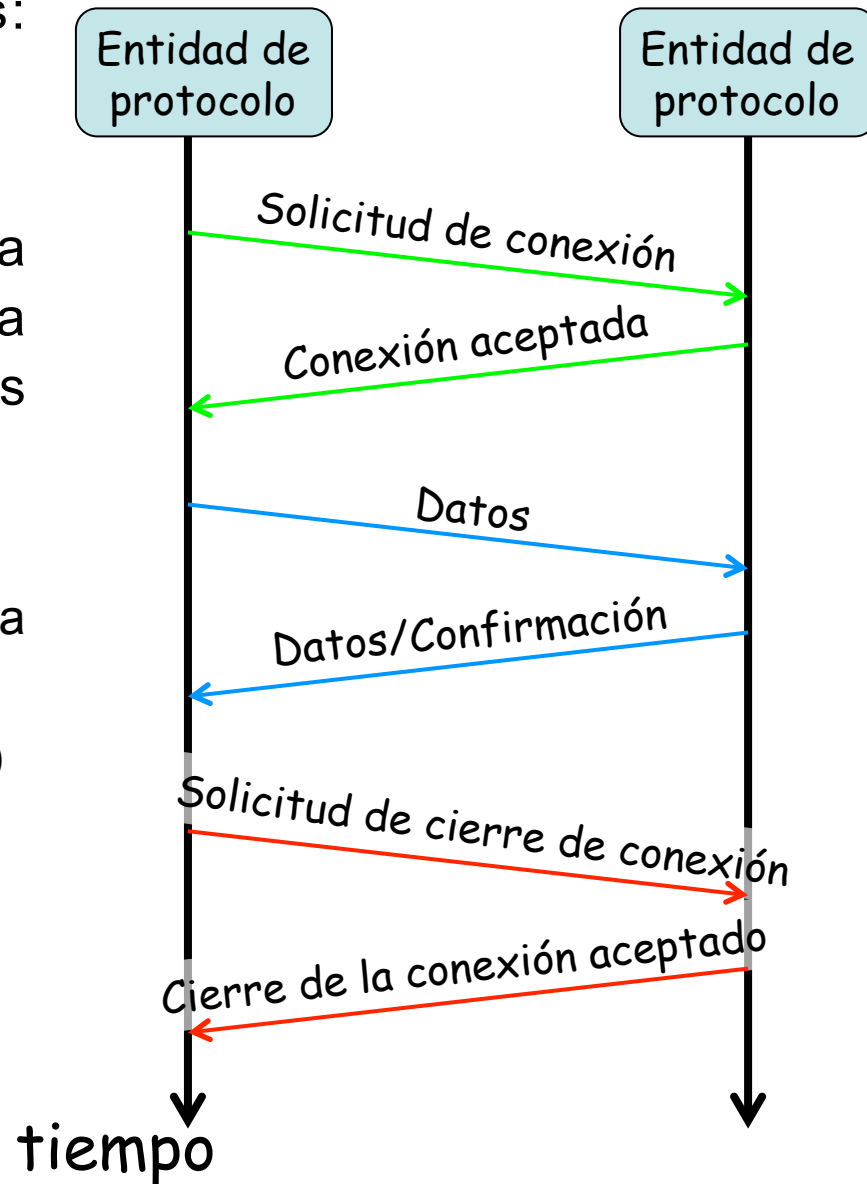 s:
Entidad de
protocolo
Entidad de
protocolo
Solicitud de conexión
a
a
Conexión aceptada
s
Datos
a
Datos/Confirmación
)
Solicitud de cierre de conexión
Cierre de la conexión aceptado
tiempo